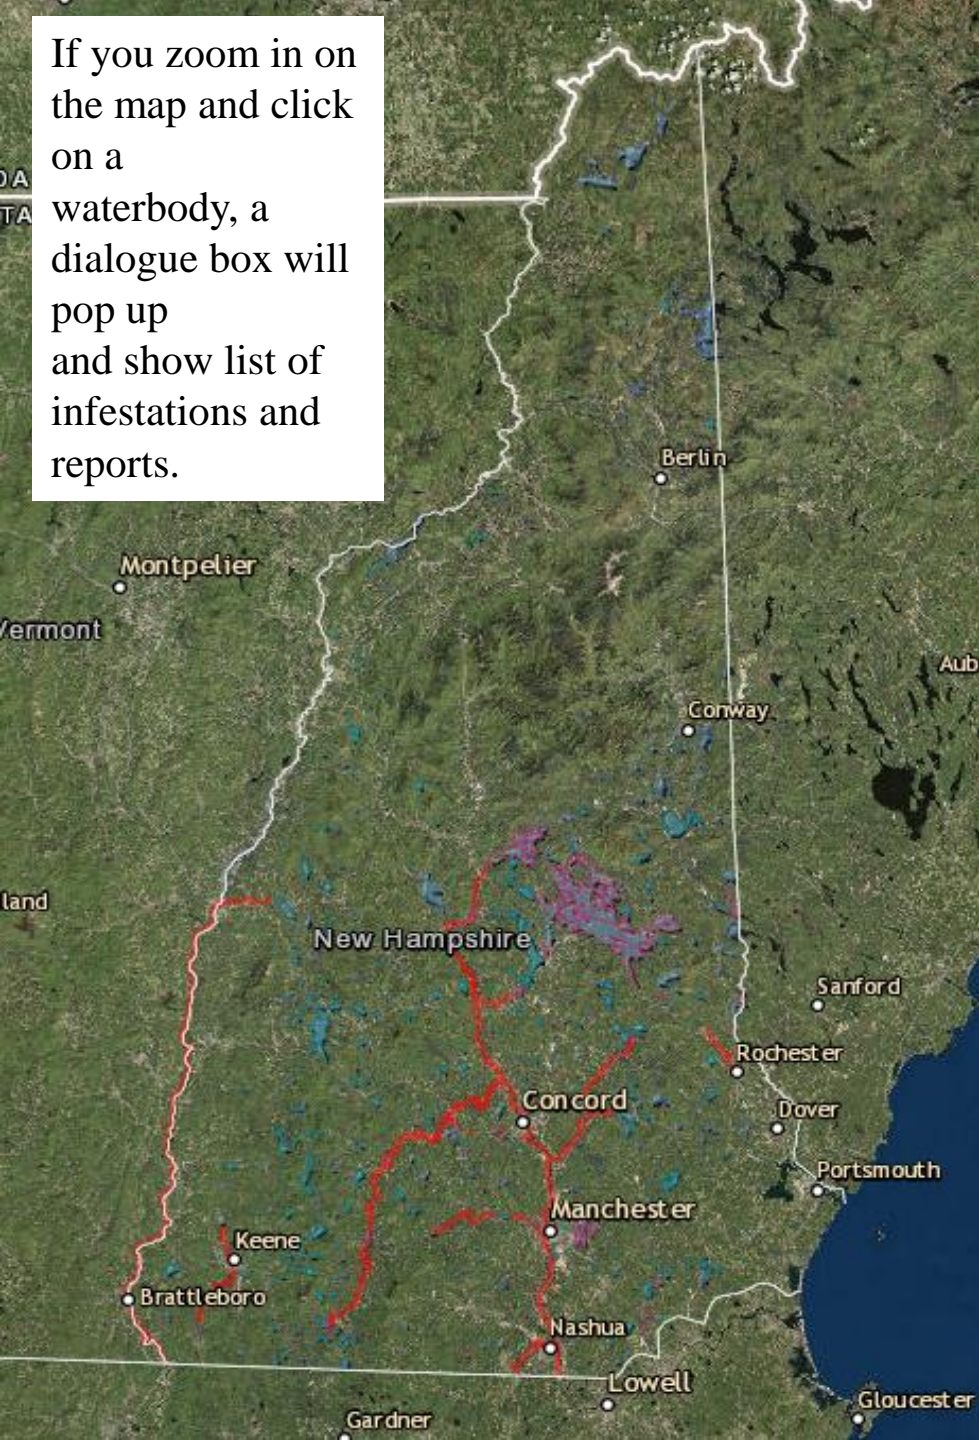 If you zoom in on
the map and click
on a
waterbody, a
dialogue box will
pop up
and show list of
infestations and
reports.
DA
TA
Berlin
Montpelier
Vermont
Aub
Conway
land
New Hampshire
Sanford
Rochester
Concord
Dover
Portsmouth
Manchester
Keene
Brattleboro
Nashua
Lowell
Gloucester
Gardner